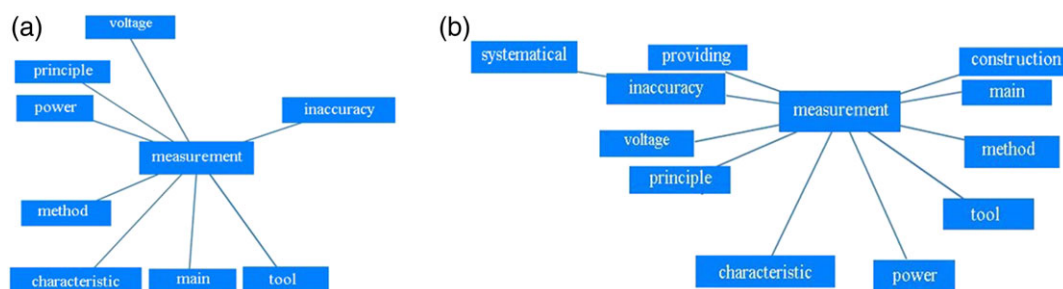 (a)
voltage
principle
power
inaccuracy
measurement
method
characteristic
main
tool
(b)
systematical
providing
construction
inaccuracy
main
measurement
voltage
method
principle
tool
characteristic
power